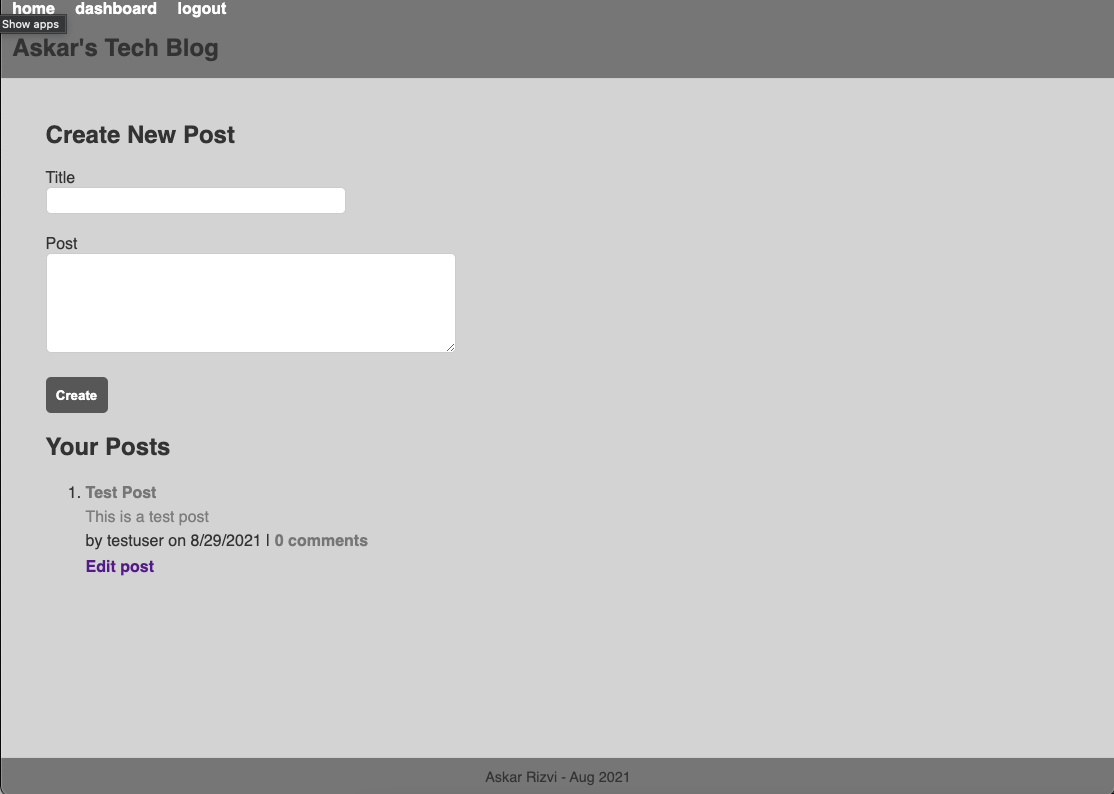 home dashboard logout
Show apps
Askar's Tech Blog
Create New Post
Title
Post
Create
Your Posts
1. Test Post
This is a test post
by testuser on 8/29/2021 | 0 comments
Edit post
Askar Rizvi - Aug 2021